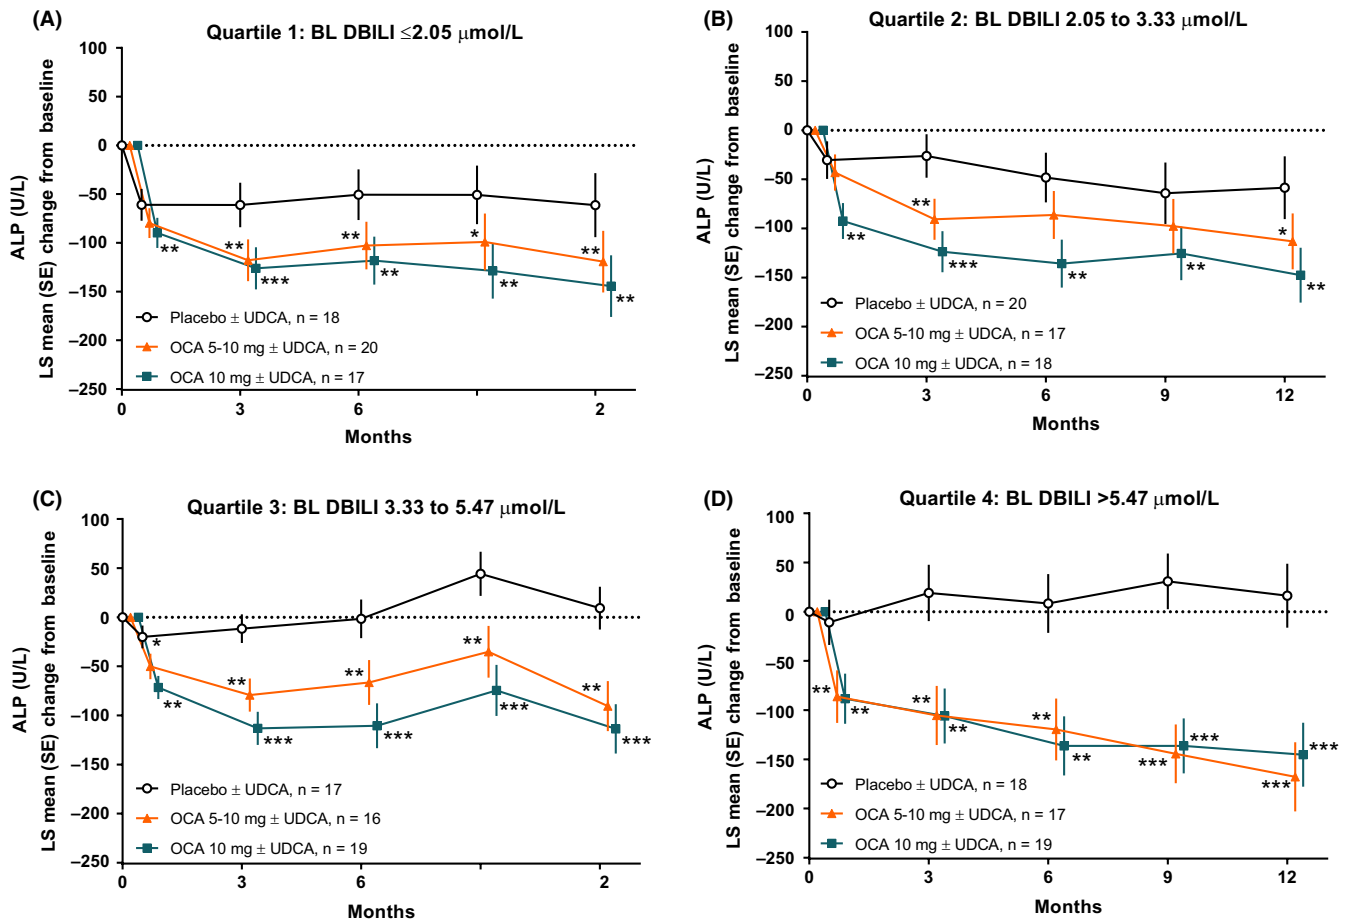 (A)
Quartile 1: BL DBILI ≤2.05 μmol/L
ALP (U/L)
LS mean (SE) change from baseline
100
50
0
−50
−100
−150
−200
−250
**
**
***
**
**
*
**
**
**
Placebo ± UDCA, n = 18
OCA 5-10 mg ± UDCA, n = 20
OCA 10 mg ± UDCA, n = 17
0 3 6 2
Months
(B)
Quartile 2: BL DBILI 2.05 to 3.33 μmol/L
ALP (U/L)
LS mean (SE) change from baseline
100
50
0
−50
−100
−150
−200
−250
**
**
***
**
**
*
**
Placebo ± UDCA, n = 20
OCA 5-10 mg ± UDCA, n = 17
OCA 10 mg ± UDCA, n = 18
0 3 6 9 12
Months
(C)
Quartile 3: BL DBILI 3.33 to 5.47 μmol/L
ALP (U/L)
LS mean (SE) change from baseline
100
50
0
−50
−100
−150
−200
−250
*
**
**
***
**
***
**
***
**
***
Placebo ± UDCA, n = 17
OCA 5-10 mg ± UDCA, n = 16
OCA 10 mg ± UDCA, n = 19
0 3 6 2
Months
(D)
Quartile 4: BL DBILI >5.47 μmol/L
ALP (U/L)
LS mean (SE) change from baseline
100
50
0
−50
−100
−150
−200
−250
**
**
**
**
**
**
***
***
***
***
Placebo ± UDCA, n = 18
OCA 5-10 mg ± UDCA, n = 17
OCA 10 mg ± UDCA, n = 19
0 3 6 9 12
Months